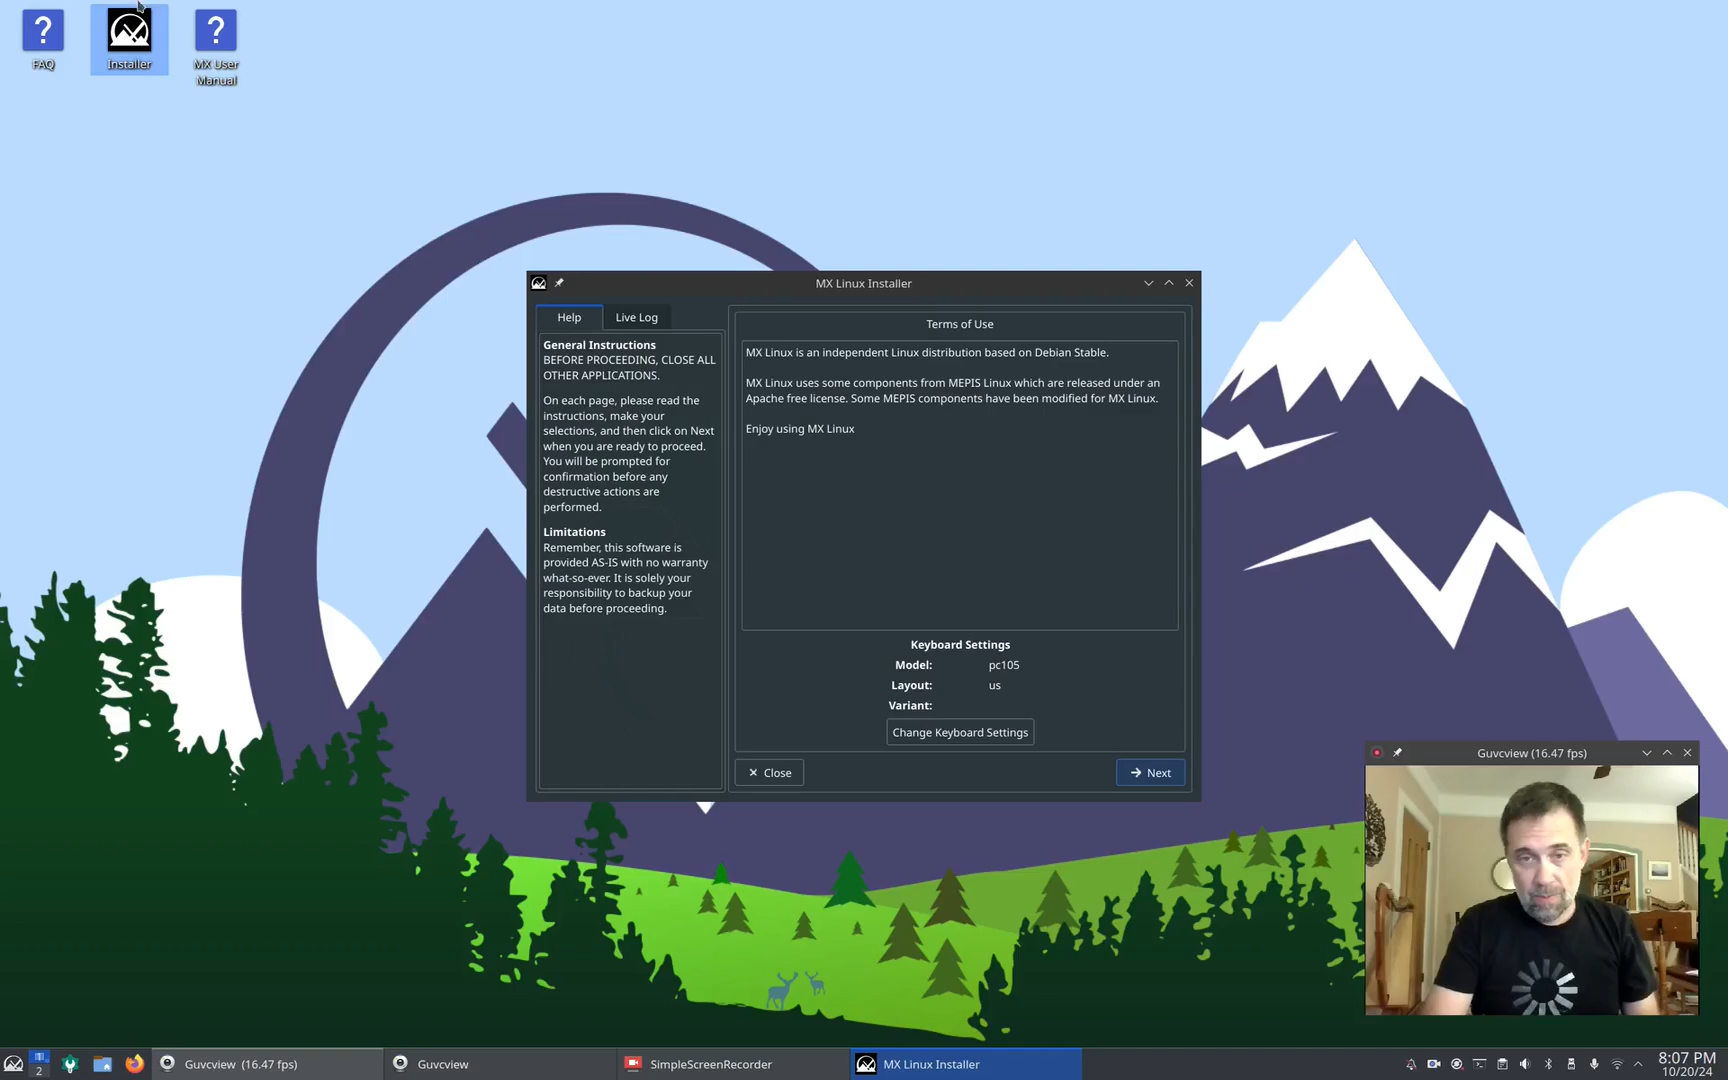 ?
?
FAQ
Installer
MX User
Manual
MX Linux Installer
Help
Live Log
General Instructions
BEFORE PROCEEDING, CLOSE ALL
OTHER APPLICATIONS.
On each page, please read the
instructions, make your
selections, and then click on Next
when you are ready to proceed.
You will be prompted for
confirmation before any
destructive actions are
performed.
Limitations
Remember, this software is
provided AS-IS with no warranty
what-so-ever. It is solely your
responsibility to backup your
data before proceeding.
Terms of Use
MX Linux is an independent Linux distribution based on Debian Stable.
MX Linux uses some components from MEPIS Linux which are released under an
Apache free license. Some MEPIS components have been modified for MX Linux.
Enjoy using MX Linux
Keyboard Settings
Model: pc105
Layout: us
Variant:
Change Keyboard Settings
Close
Next
Guvcview (16.47 fps)
1
2
Guvcview (16.47 fps)
Guvcview
SimpleScreenRecorder
MX Linux Installer
8:07 PM
10/20/24